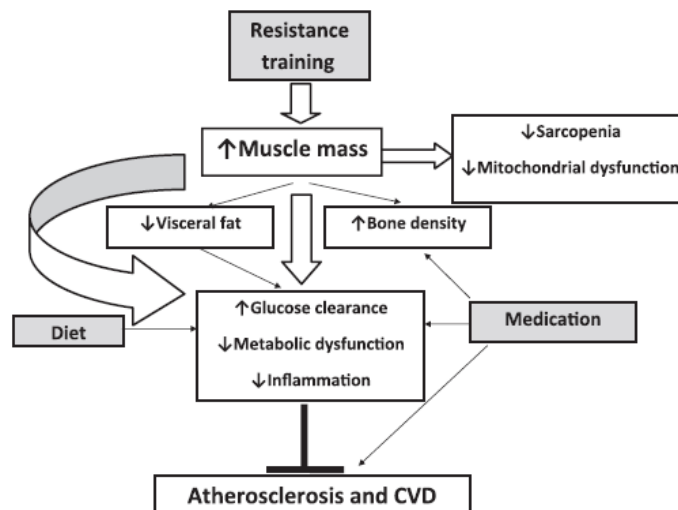 Resistance
training
↑Muscle mass
↓Sarcopenia
↓Mitochondrial dysfunction
↓Visceral fat
↑Bone density
Diet
↑Glucose clearance
↓Metabolic dysfunction
↓Inflammation
Medication
Atherosclerosis and CVD